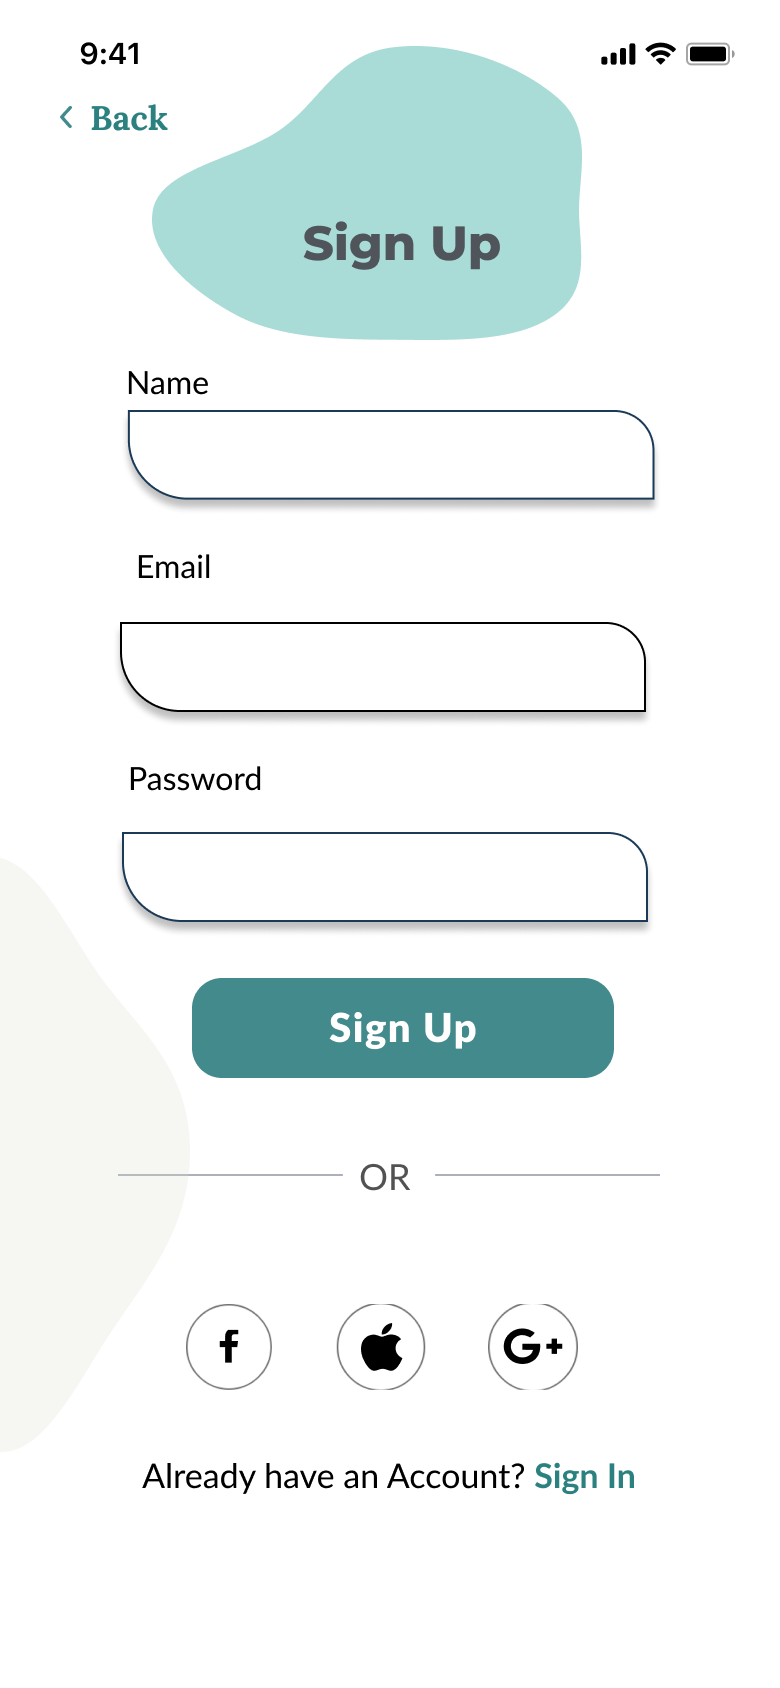 9:41
Back
Sign Up
Name
Email
Password
Sign Up
OR
f
G+
Already have an Account? Sign In